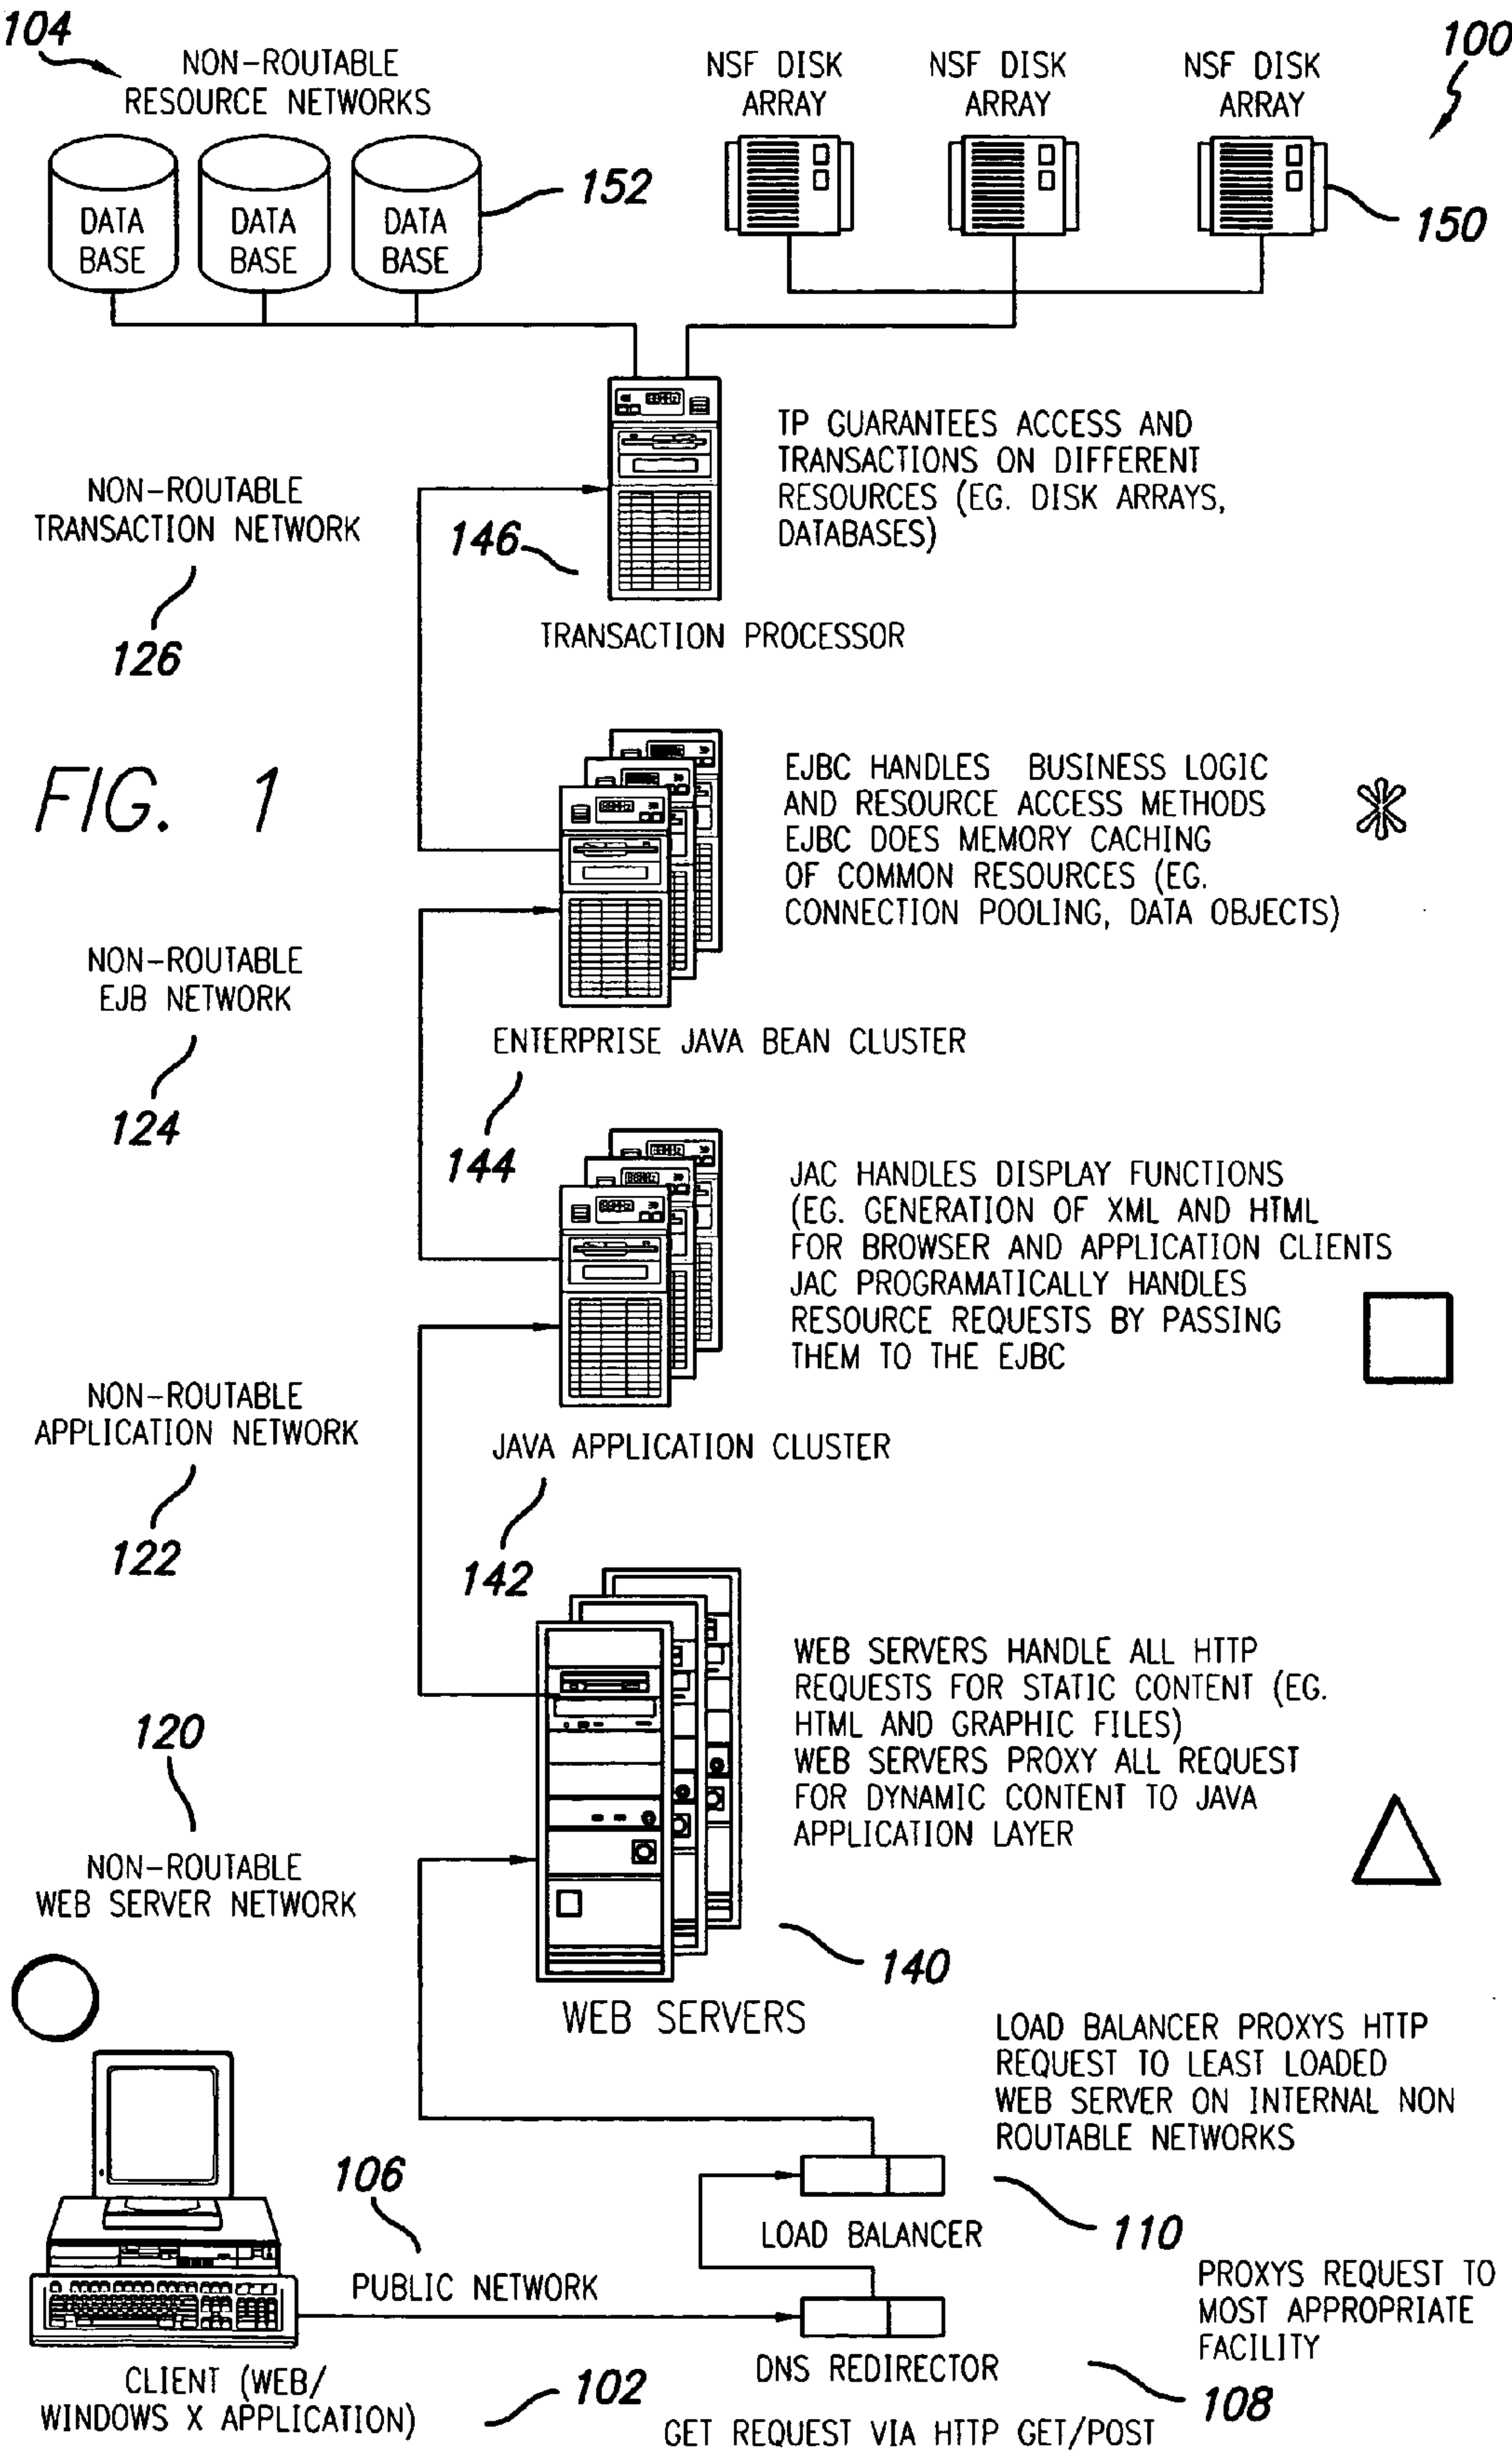 104
NON-ROUTABLE
RESOURCE NETWORKS
NSF DISK
ARRAY
NSF DISK
ARRAY
NSF DISK
ARRAY
100
DATA
BASE
DATA
BASE
DATA
BASE
152
150
TP GUARANTEES ACCESS AND
TRANSACTIONS ON DIFFERENT
RESOURCES (EG. DISK ARRAYS,
DATABASES)
NON-ROUTABLE
TRANSACTION NETWORK
146
126
TRANSACTION PROCESSOR
FIG. 1
EJBC HANDLES BUSINESS LOGIC
AND RESOURCE ACCESS METHODS
EJBC DOES MEMORY CACHING
OF COMMON RESOURCES (EG.
CONNECTION POOLING, DATA OBJECTS)
NON-ROUTABLE
EJB NETWORK
124
ENTERPRISE JAVA BEAN CLUSTER
144
JAC HANDLES DISPLAY FUNCTIONS
(EG. GENERATION OF XML AND HTML
FOR BROWSER AND APPLICATION CLIENTS
JAC PROGRAMATICALLY HANDLES
RESOURCE REQUESTS BY PASSING
THEM TO THE EJBC
NON-ROUTABLE
APPLICATION NETWORK
122
JAVA APPLICATION CLUSTER
142
WEB SERVERS HANDLE ALL HTTP
REQUESTS FOR STATIC CONTENT (EG.
HTML AND GRAPHIC FILES)
WEB SERVERS PROXY ALL REQUEST
FOR DYNAMIC CONTENT TO JAVA
APPLICATION LAYER
120
NON-ROUTABLE
WEB SERVER NETWORK
140
WEB SERVERS
LOAD BALANCER PROXYS HTTP
REQUEST TO LEAST LOADED
WEB SERVER ON INTERNAL NON
ROUTABLE NETWORKS
106
LOAD BALANCER
110
PUBLIC NETWORK
PROXYS REQUEST TO
MOST APPROPRIATE
FACILITY
DNS REDIRECTOR
108
CLIENT (WEB/
WINDOWS X APPLICATION)
102
GET REQUEST VIA HTTP GET/POST